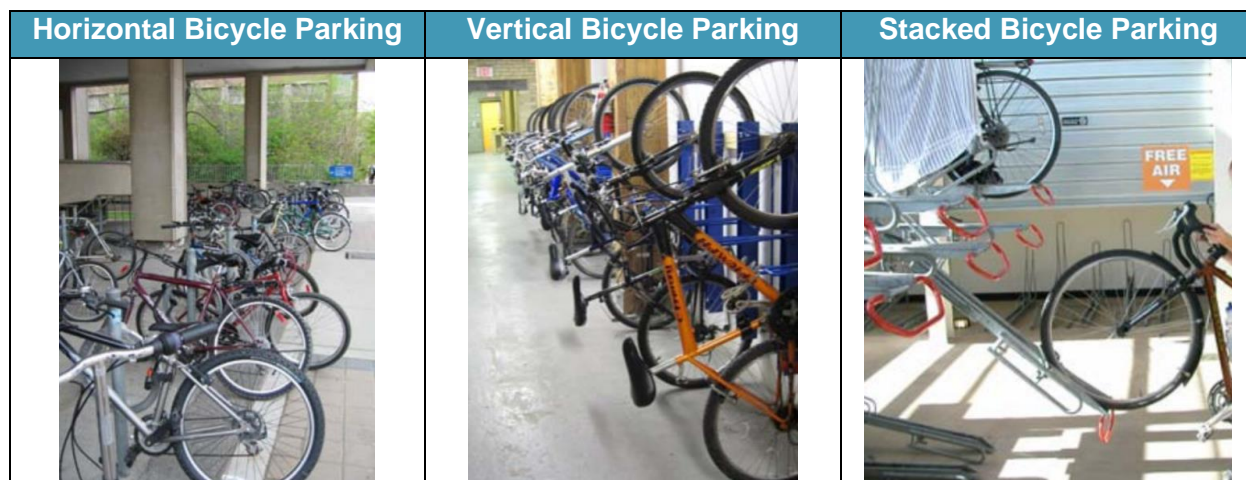 Horizontal Bicycle Parking
Vertical Bicycle Parking
Stacked Bicycle Parking
FREE
AIR